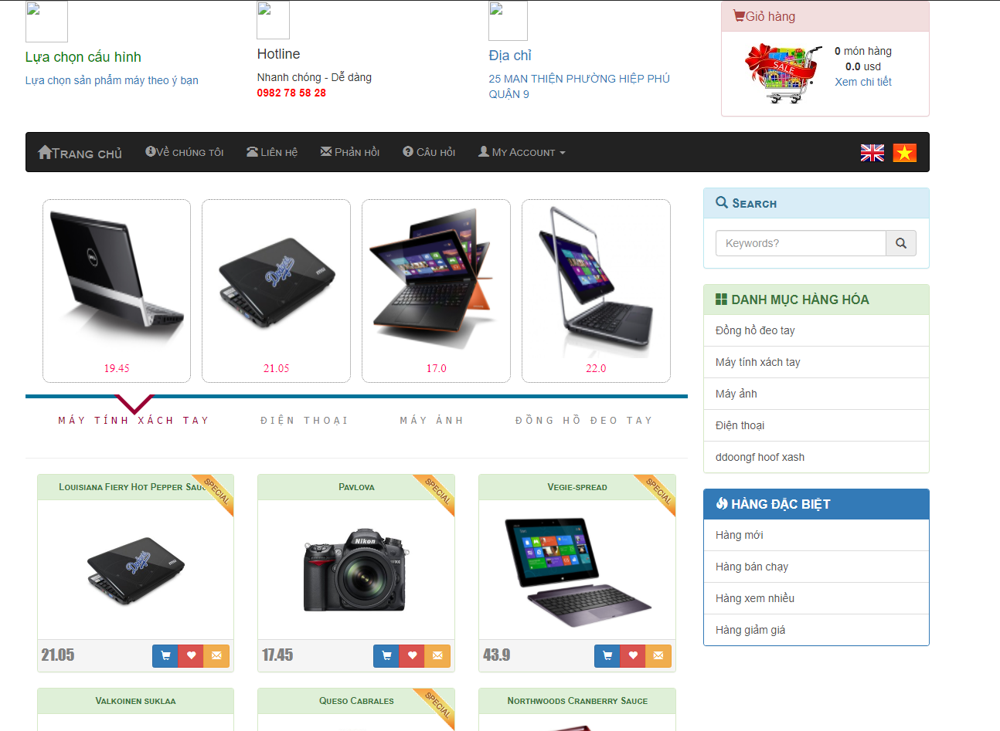 Lựa chọn cấu hình
Lựa chọn sản phẩm máy theo ý bạn
Hotline
Nhanh chóng - Dễ dàng
0982 78 58 28
Địa chỉ
25 MAN THIỆN PHƯỜNG HIỆP PHÚ
QUẬN 9
Giỏ hàng
SALE
0 món hàng
0.0 usd
Xem chi tiết
Trang chủ
Về chúng tôi
Liên hệ
Phản hồi
Câu hỏi
My Account
19.45
21.05
17.0
22.0
Search
Keywords?
DANH MỤC HÀNG HÓA
Đồng hồ đeo tay
Máy tính xách tay
Máy ảnh
Điện thoại
ddoongf hoof xash
HÀNG ĐẶC BIỆT
Hàng mới
Hàng bán chạy
Hàng xem nhiều
Hàng giảm giá
MÁY TÍNH XÁCH TAY
ĐIỆN THOẠI
MÁY ẢNH
ĐỒNG HỒ ĐEO TAY
Louisiana Fiery Hot Pepper Sauc
SPECIAL
Pavlova
SPECIAL
Vegie-spread
SPECIAL
Dodgers
Nikon
21.05
17.45
43.9
Valkoinen suklaa
Queso Cabrales
SPECIAL
Northwoods Cranberry Sauce